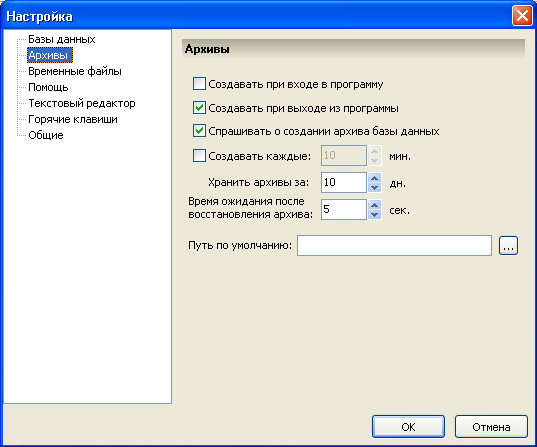 Настройка
Базы данных
Архивы
Временные файлы
Помощь
Текстовый редактор
Горячие клавиши
Общие
Архивы
Создавать при входе в программу
Создавать при выходе из программы
Спрашивать о создании архива базы данных
Создавать каждые: 10 мин.
Хранить архивы за: 10 дн.
Время ожидания после
восстановления архива: 5 сек.
Путь по умолчанию: ...
OK Отмена